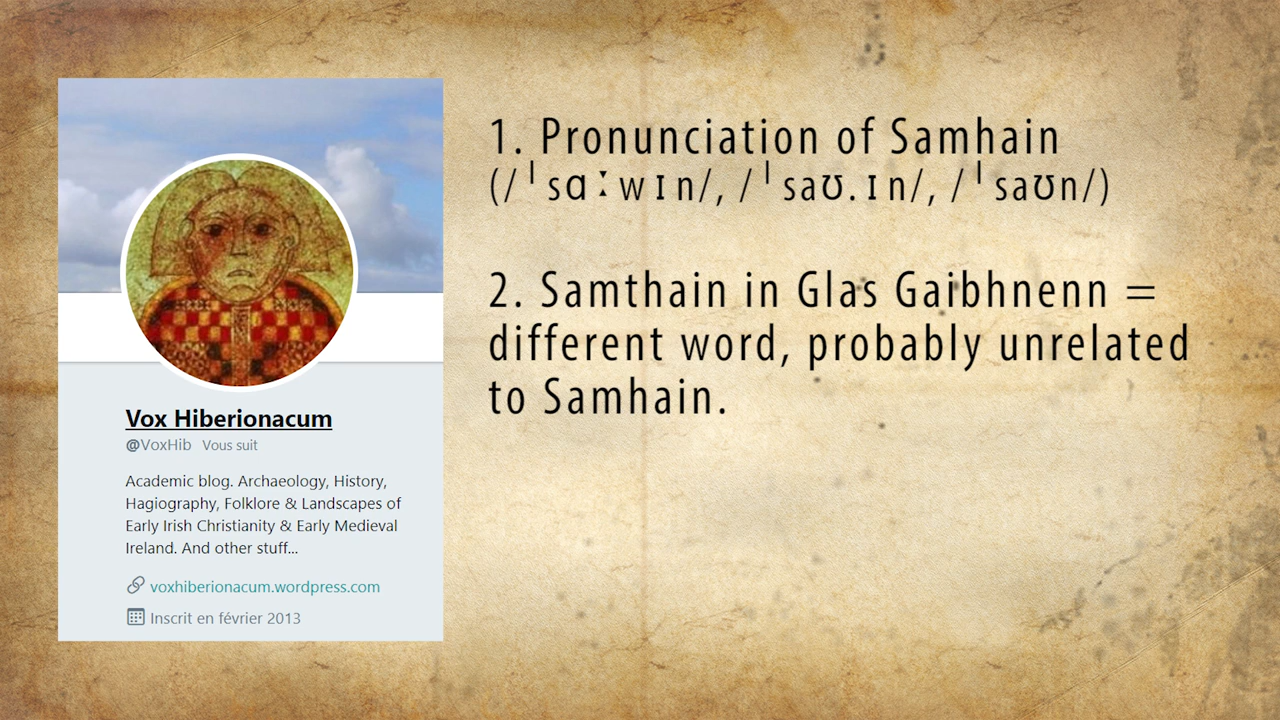 Vox Hiberionacum
@VoxHib Vous suit
Academic blog. Archaeology, History,
Hagiography, Folklore & Landscapes of
Early Irish Christianity & Early Medieval
Ireland. And other stuff...
voxhiberionacum.wordpress.com
Inscrit en février 2013
1. Pronunciation of Samhain
(/ˈsɑːwɪn/, /ˈsaʊ.ɪn/, /ˈsaʊn/)
2. Samthain in Glas Gaibhnenn =
different word, probably unrelated
to Samhain.